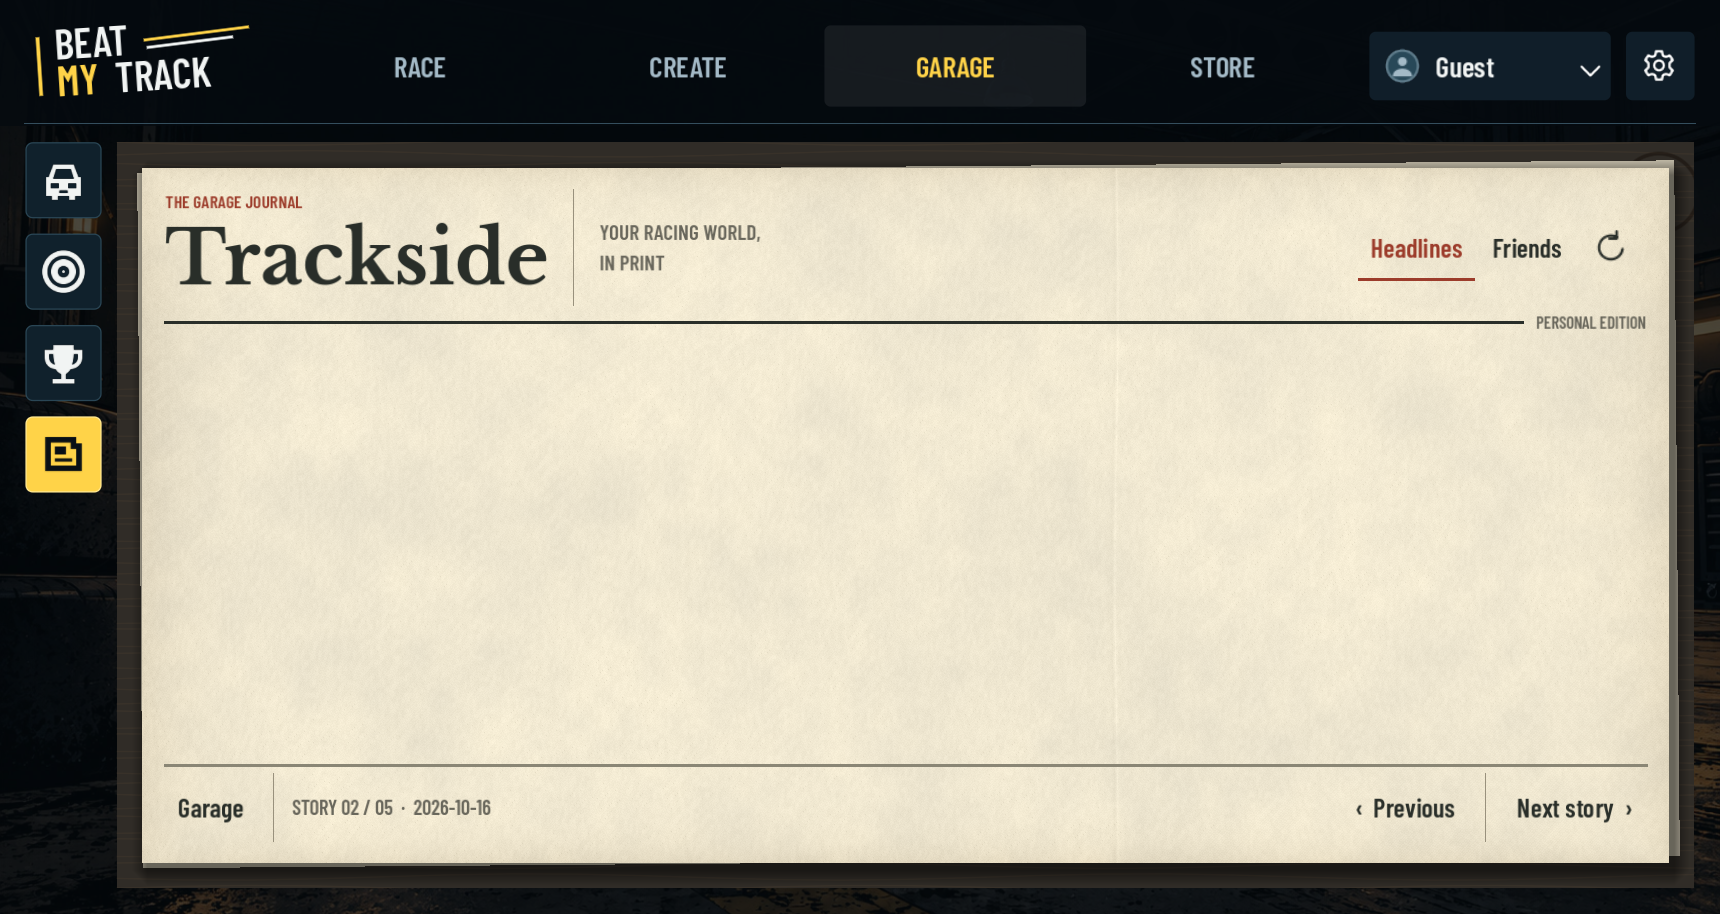 BEAT
MY TRACK
RACE
CREATE
GARAGE
STORE
Guest
THE GARAGE JOURNAL
Trackside
YOUR RACING WORLD,
IN PRINT
Headlines
Friends
PERSONAL EDITION
Garage
STORY 02 / 05 · 2026-10-16
‹ Previous
Next story ›